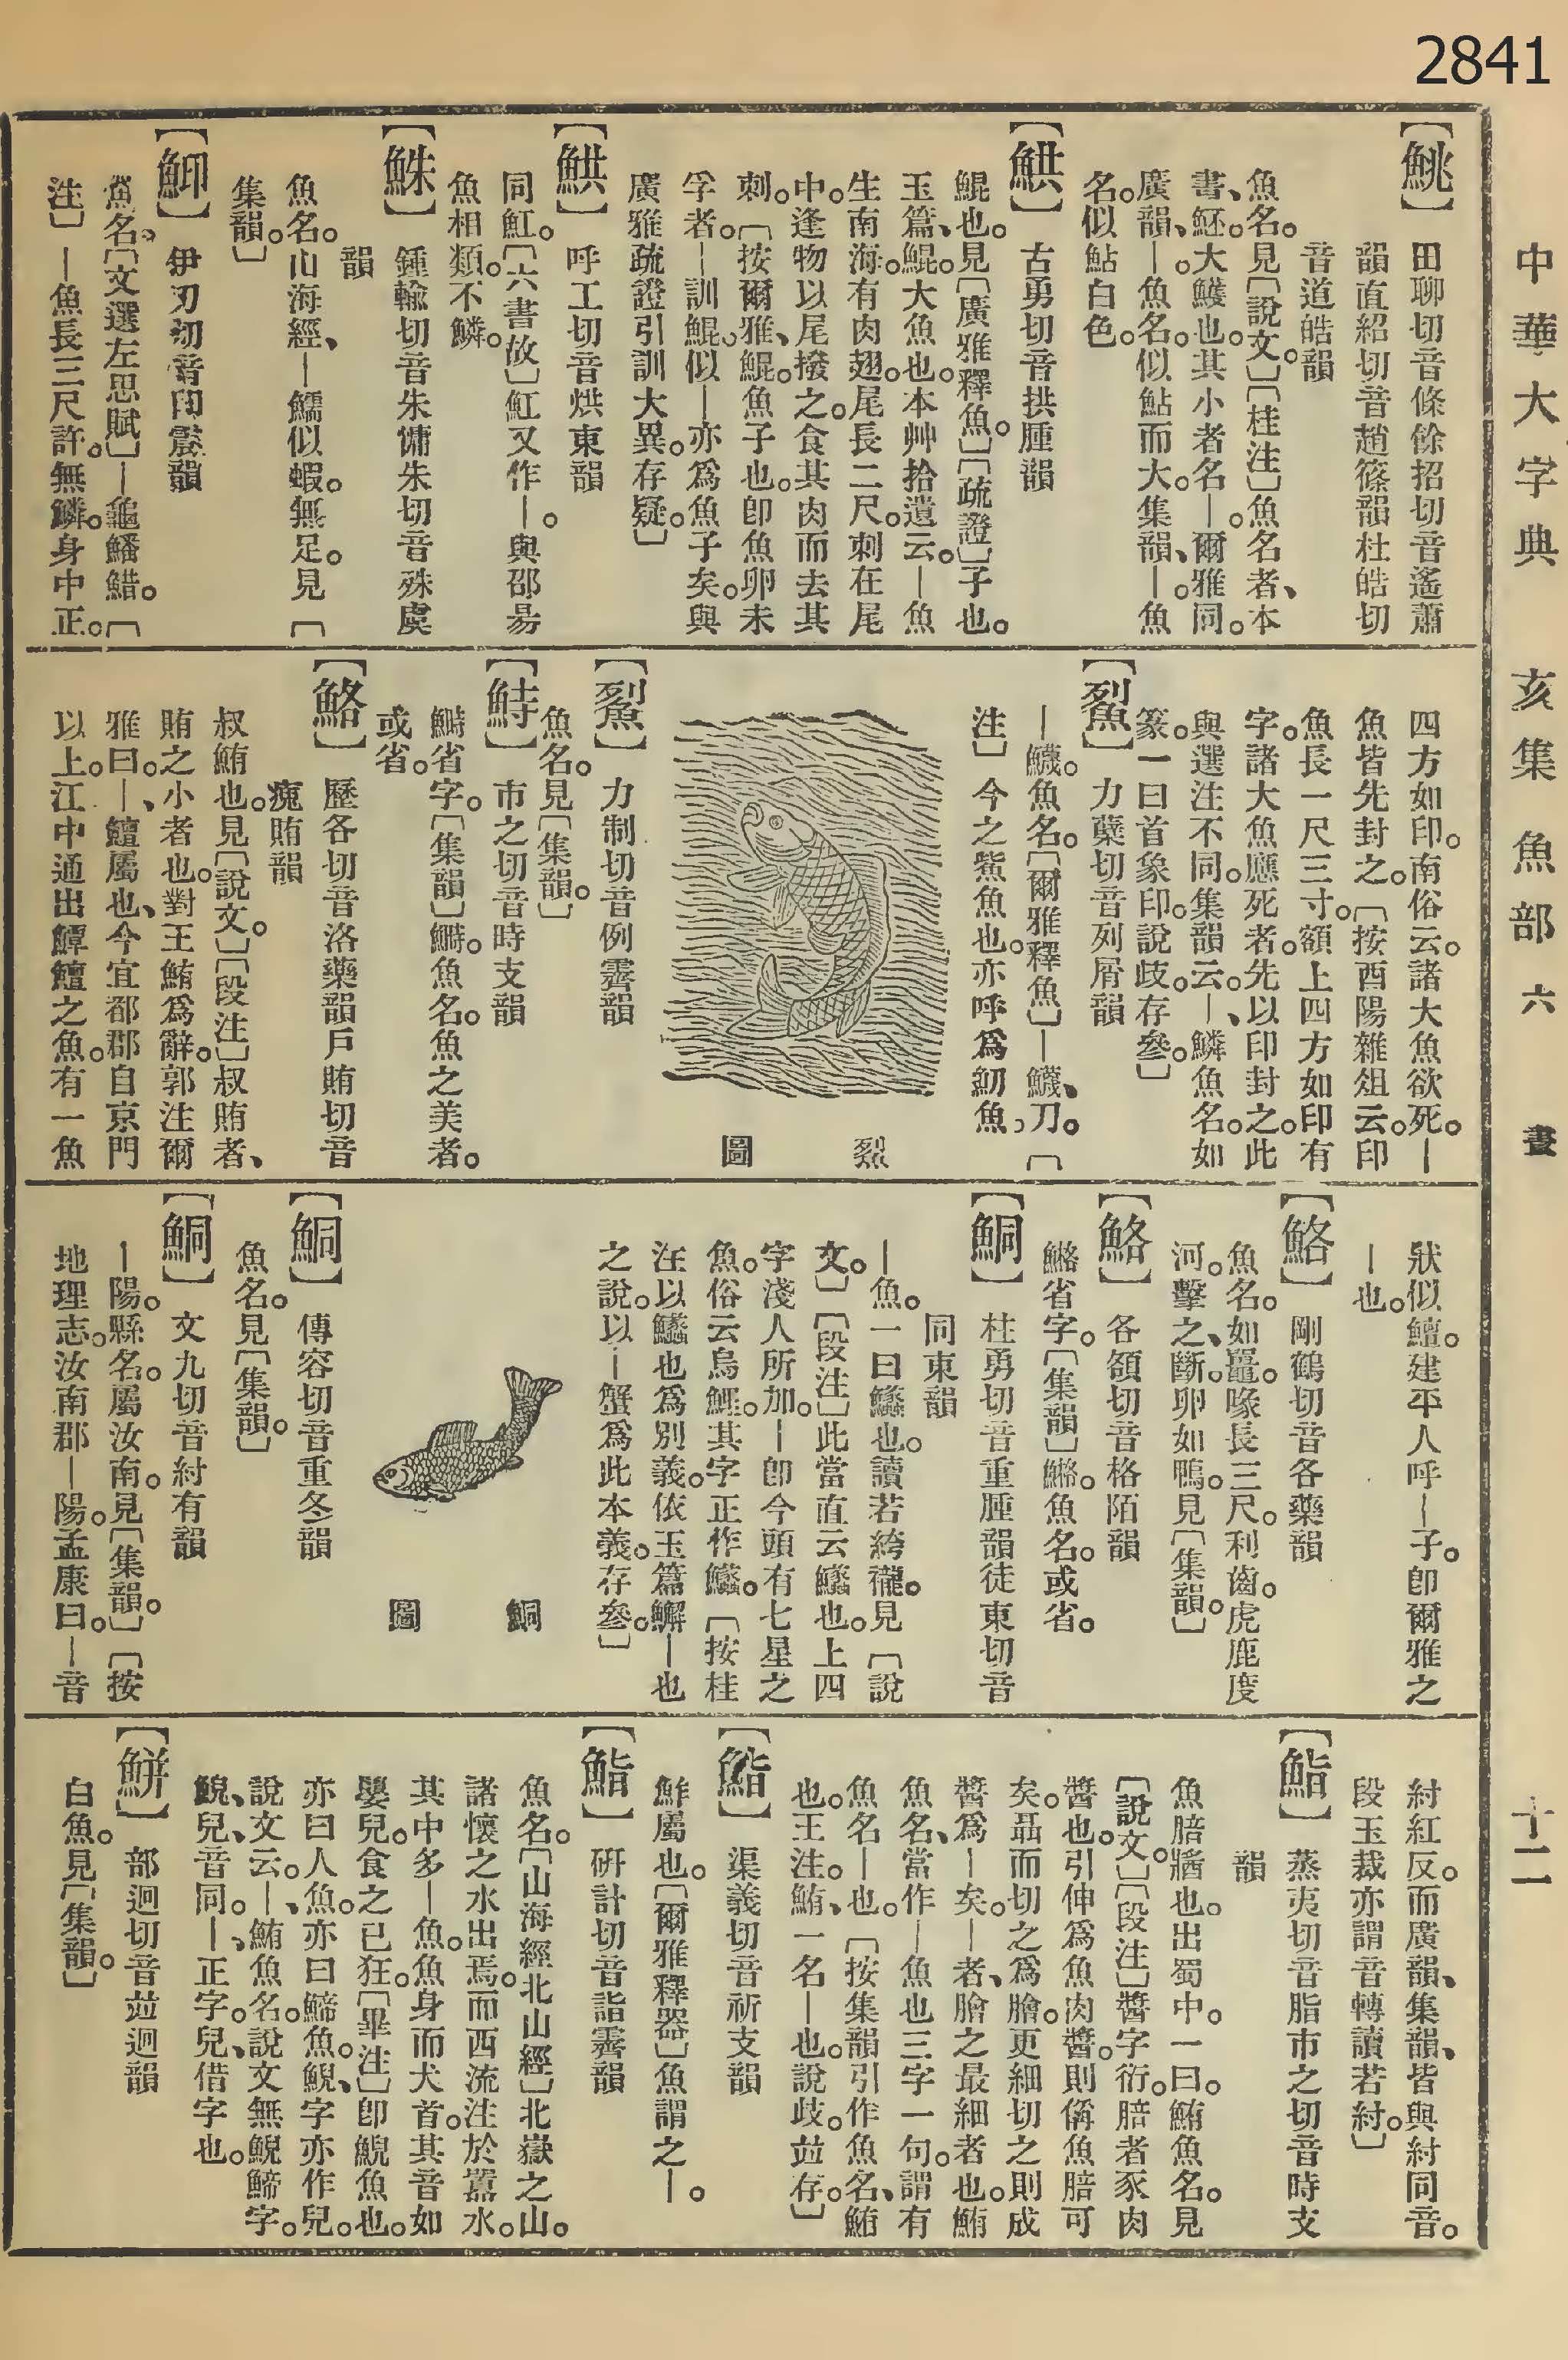 2841
中華大字典 亥集 魚部 六畫 十二
【鮡】 田聊切音條餘招切音遙蕭
韻直紹切音趙篠韻杜皓切
音道皓韻
魚名。見〔說文。〕〔桂注〕魚名者、本
書、魾。大鱯也。其小者名—。爾雅同。
廣韻、—。魚名。似鮎而大。集韻、—。魚
名。似鮎白色。
【鮏】
古勇切音拱腫韻
鯤也。見〔廣雅釋魚。〕〔疏證〕子也。
玉篇、鯤。大魚也。本艸拾遺云。—魚
生南海。有肉翅。尾長二尺。刺在尾
中。逢物以尾撥之。食其肉而去其
刺。〔按爾雅、鯤。魚子也。卽魚卵未
孚者。—訓鯤。似—亦爲魚子矣。與
廣雅疏證引訓大異。存疑。〕
呼工切音烘東韻
同魟。〔六書故〕魟又作—。與邵昜
魚相類。不鱗。
【鮢】 鍾輸切音朱慵朱切音殊虞
韻
魚名。山海經、—鱬似蝦。無足。見〔
集韻。〕
【鮣】 伊刃切音印震韻
魚名。〔文選左思賦〕—龜鱕䱜。〔
注〕—魚長三尺許。無鱗。身中正。
四方如印。南俗云。諸大魚欲死。—
魚皆先封之。〔按酉陽雜俎云。印
魚長一尺三寸。額上四方如印有
字。諸大魚應死者。先以印封之。此
與選注不同。集韻云。—、鱗魚名。如
篆。一曰首象印。說歧。存參。〕
【鮤】 力蘖切音列屑韻
—鱴。魚名。〔爾雅釋魚〕—鱴、刀。〔
注〕今之鮆魚也。亦呼爲魛魚。
鮤
圖
【鮤】 力制切音例霽韻
魚名。見〔集韻。〕
【鮚】
市之切音時支韻
鰣省字。〔集韻〕鰣。魚名。魚之美者。
或省。
【鮥】 歷各切音洛藥韻戶賄切音
瘣賄韻
叔鮪也。見〔說文。〕〔段注〕叔鮪者、
鮪之小者也。對王鮪爲辭。郭注爾
雅曰。—、鱣屬也、今宜都郡自京門
以上。江中通出鱏鱣之魚。有一魚
狀似鱣。建平人呼—子。卽爾雅之
—也。
【鮥】 剛鶴切音各藥韻
魚名。如鼉。喙長三尺。利齒。虎鹿度
河。擊之、斷。卵如鴨。見〔集韻。〕
【鮥】 各額切音格陌韻
鰫省字。〔集韻〕魚名。或省。
【鮦】 柱勇切音重腫韻徒東切音
同東韻
—魚。一曰鱶也。讀若絝襱。見〔說
文。〕〔段注〕此當直云鱺也。上四
字淺人所加。—卽今頭有七星之
魚。俗云烏鯉。其字正作鱺。〔按桂
注以鱺也爲別義。依玉篇鱓—也
之說。以—蟹爲此本義。存參。〕
鮦
圖
【鮦】 傳容切音重冬韻
魚名。見〔集韻。〕
【鮦】 文九切音紂有韻
—陽。縣名。屬汝南。見〔集韻。〕〔按
地理志。汝南郡—陽。孟康曰。—音
紂紅反。而廣韻、集韻、皆與紂同音。
段玉裁亦謂音轉讀若紂。〕
【鮨】 蒸夷切音脂市之切音時支
韻
魚䐹醬也。出蜀中。一曰。鮪魚名。見
〔說文。〕〔段注〕醬字衍。䐹者豕肉
醬也。引伸爲魚肉醬。則偁魚䐹可
矣。聶而切之爲膾。更細切之則成
醬爲—矣。—者、膾之最細者也。鮪
魚名、當作—魚也三字一句。謂有
魚名—也。〔按集韻引作魚名、鮪
也。王注。鮪、一名—也。說歧。竝存。〕
【鮨】 渠羲切音祈支韻
鮓屬也。〔爾雅釋器〕魚謂之—。
【鮨】 硏計切音詣霽韻
魚名。〔山海經北山經〕北嶽之山。
諸懷之水出焉。而西流注於囂水。
其中多—魚。魚身而犬首。其音如
嬰兒。食之已狂。〔畢注〕卽鯢魚也。
亦曰人魚。亦曰䱱魚。鯢、字亦作兒。
說文云。—、鮪魚名。說文無鯢䱱字。
鯢、兒、音同。—、正字。兒、借字也。
【鮩】 部迥切音竝迥韻
白魚。見〔集韻。〕